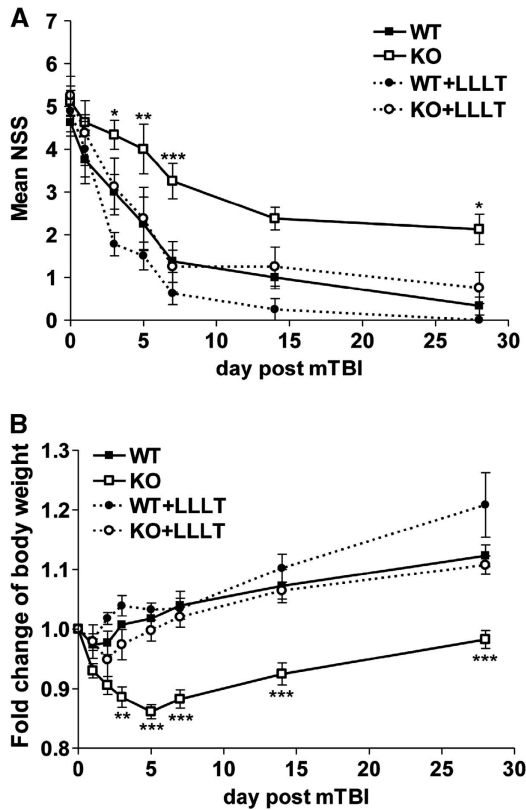 A
7
6
5
4
3
2
1
0
Mean NSS
WT
KO
WT+LLLT
KO+LLLT
*
**
***
*
0 5 10 15 20 25 30
day post mTBI
B
1.3
1.2
1.1
1.0
0.9
0.8
Fold change of body weight
WT
KO
WT+LLLT
KO+LLLT
**
***
***
***
***
0 5 10 15 20 25 30
day post mTBI